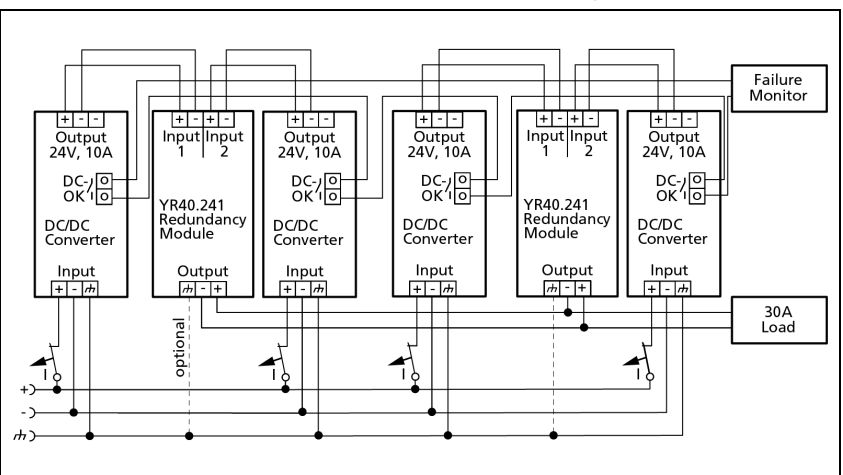 Failure
Monitor
+ - -
+ - + -
+ - -
+ - -
+ - + -
+ - -
Output
24V, 10A
DC-
OK
DC/DC
Converter
Input
+ -
Input Input
1 2
YR40.241
Redundancy
Module
Output
- +
Output
24V, 10A
DC-
OK
DC/DC
Converter
Input
+ -
Output
24V, 10A
DC-
OK
DC/DC
Converter
Input
+ -
Input Input
1 2
YR40.241
Redundancy
Module
Output
- +
Output
24V, 10A
DC-
OK
DC/DC
Converter
Input
+ -
30A
Load
optional
I
I
I
I
+
-